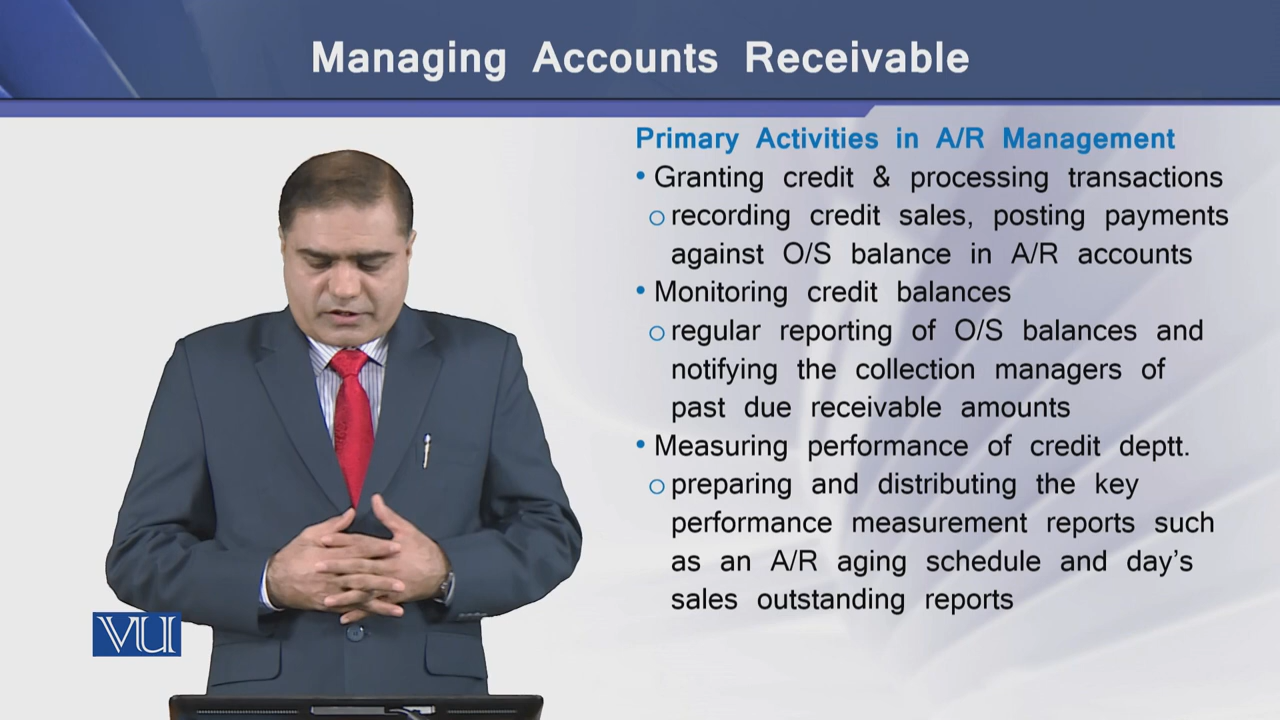 Managing Accounts Receivable
Primary Activities in A/R Management
• Granting credit & processing transactions
o recording credit sales, posting payments
against O/S balance in A/R accounts
• Monitoring credit balances
o regular reporting of O/S balances and
notifying the collection managers of
past due receivable amounts
• Measuring performance of credit deptt.
o preparing and distributing the key
performance measurement reports such
as an A/R aging schedule and day's
sales outstanding reports
VU